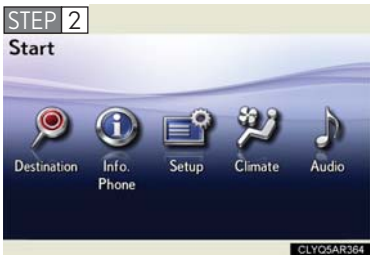 STEP 2
Start
Destination
Info.
Phone
Setup
Climate
Audio
CLYQ5AR364